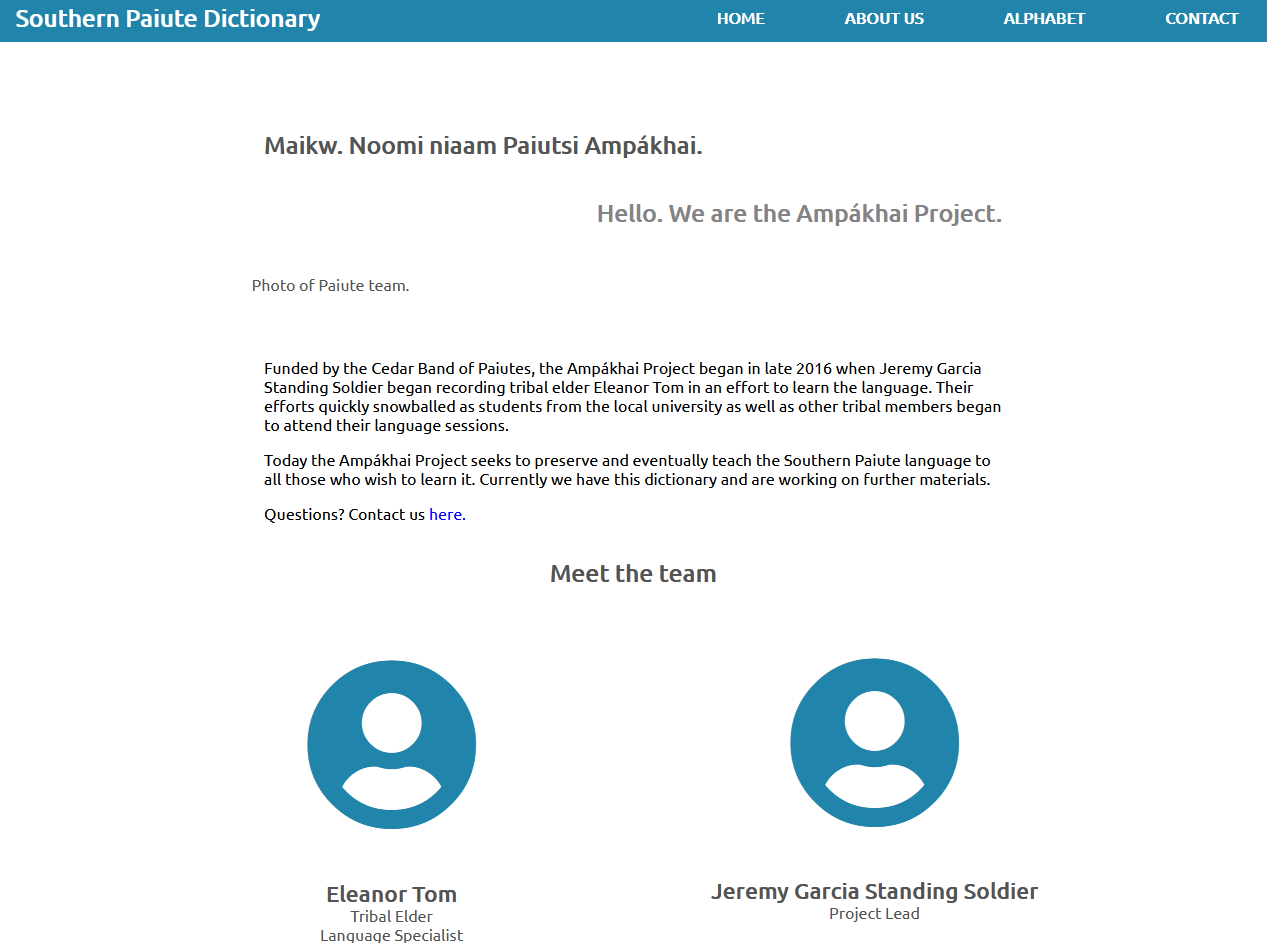 Southern Paiute Dictionary
HOME
ABOUT US
ALPHABET
CONTACT
Maikw. Noomi niaam Paiutsi Ampákhai.
Hello. We are the Ampákhai Project.
Photo of Paiute team.
Funded by the Cedar Band of Paiutes, the Ampákhai Project began in late 2016 when Jeremy Garcia
Standing Soldier began recording tribal elder Eleanor Tom in an effort to learn the language. Their
efforts quickly snowballed as students from the local university as well as other tribal members began
to attend their language sessions.
Today the Ampákhai Project seeks to preserve and eventually teach the Southern Paiute language to
all those who wish to learn it. Currently we have this dictionary and are working on further materials.
Questions? Contact us here.
Meet the team
Eleanor Tom
Tribal Elder
Language Specialist
Jeremy Garcia Standing Soldier
Project Lead